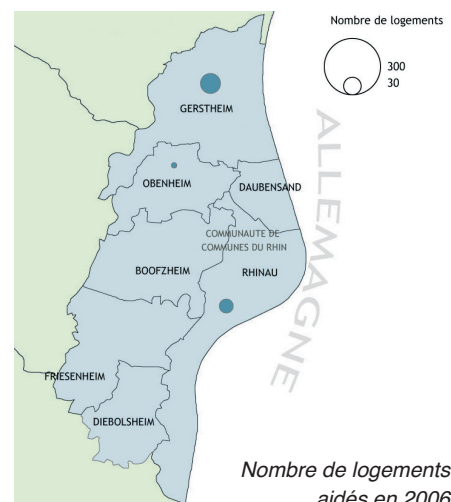 Nombre de logements
300
30
ALLEMAGNE
GERSTHEIM
OBENHEIM
DAUBENSAND
COMMUNAUTE DE
COMMUNES DU RHIN
BOOFZHEIM
RHINAU
FRIESENHEIM
DIEBOLSHEIM
Nombre de logements
aidés en 2006